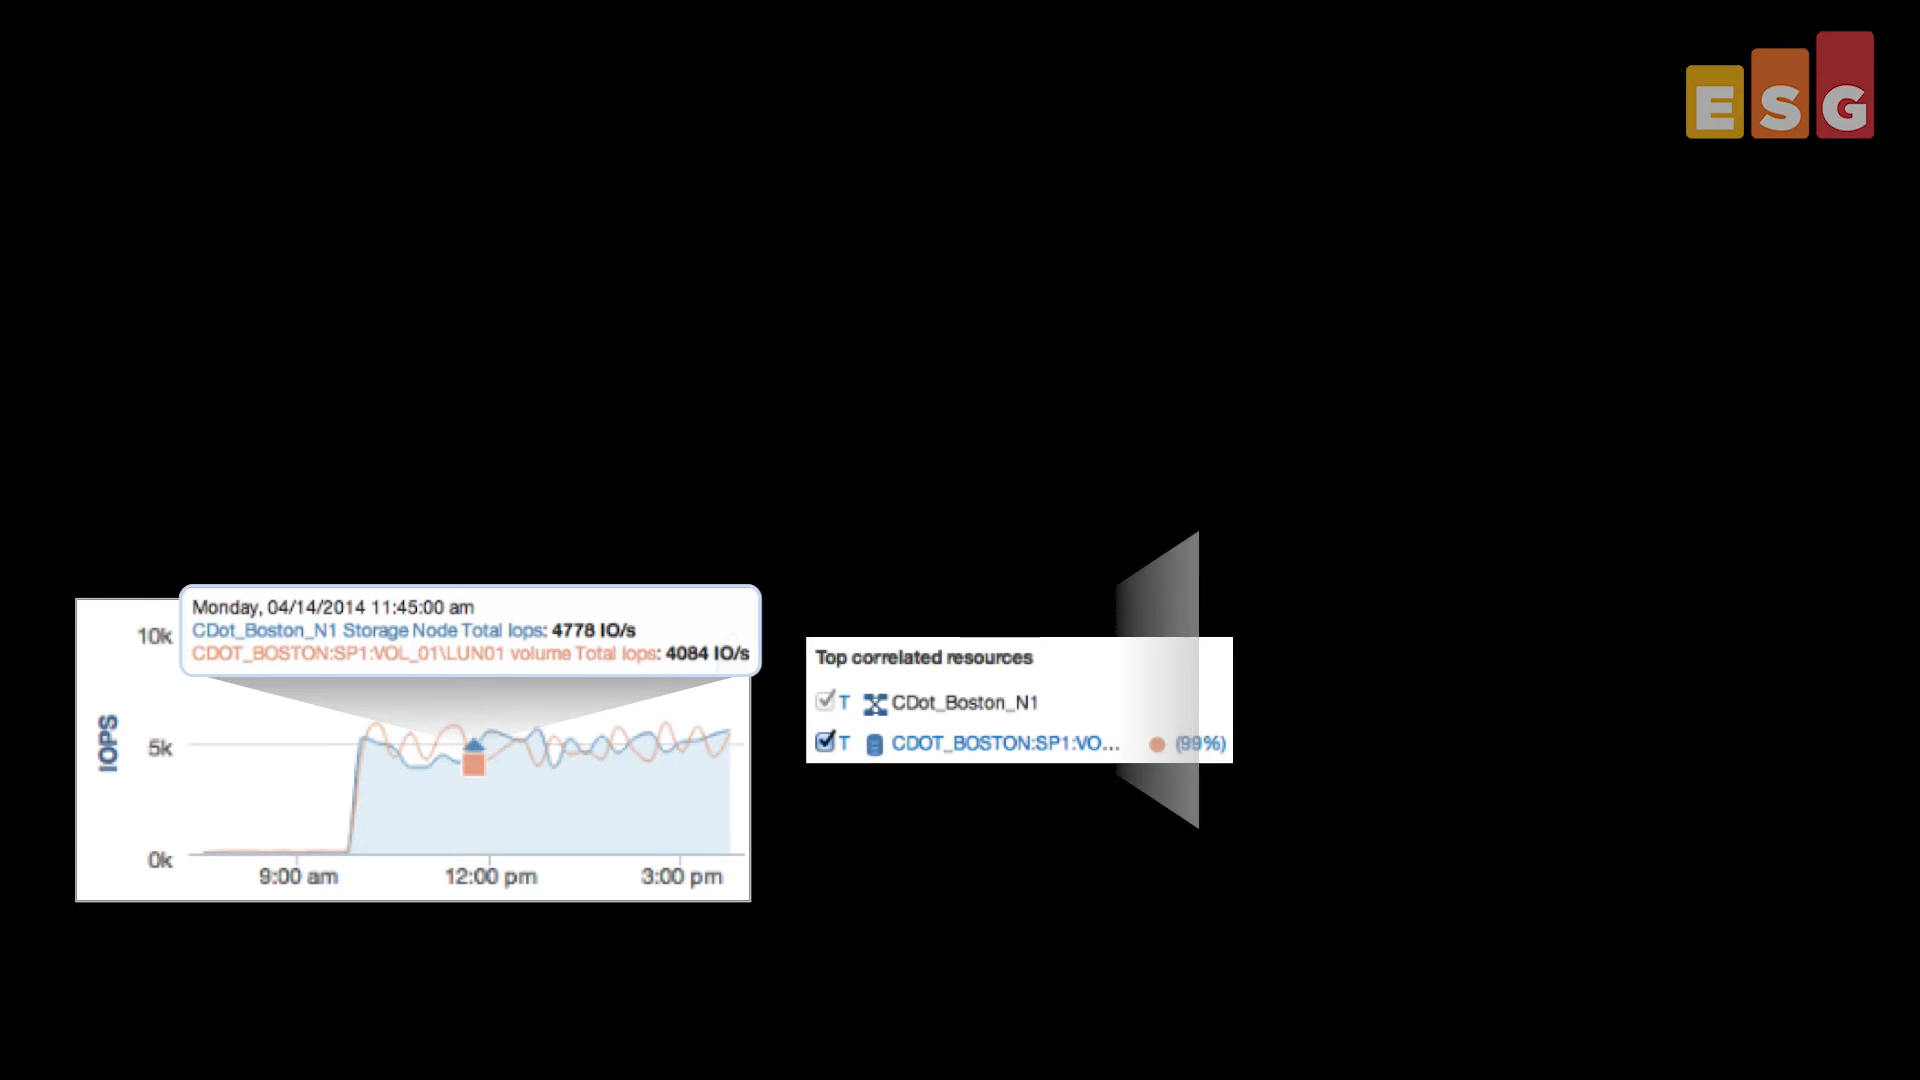 ESG
Monday, 04/14/2014 11:45:00 am
CDot_Boston_N1 Storage Node Total Iops: 4778 IO/s
CDOT_BOSTON:SP1:VOL_01\LUN01 volume Total Iops: 4084 IO/s
10k
IOPS
5k
0k
9:00 am 12:00 pm 3:00 pm
Top correlated resources
T CDot_Boston_N1
T CDOT_BOSTON:SP1:VO... (99%)